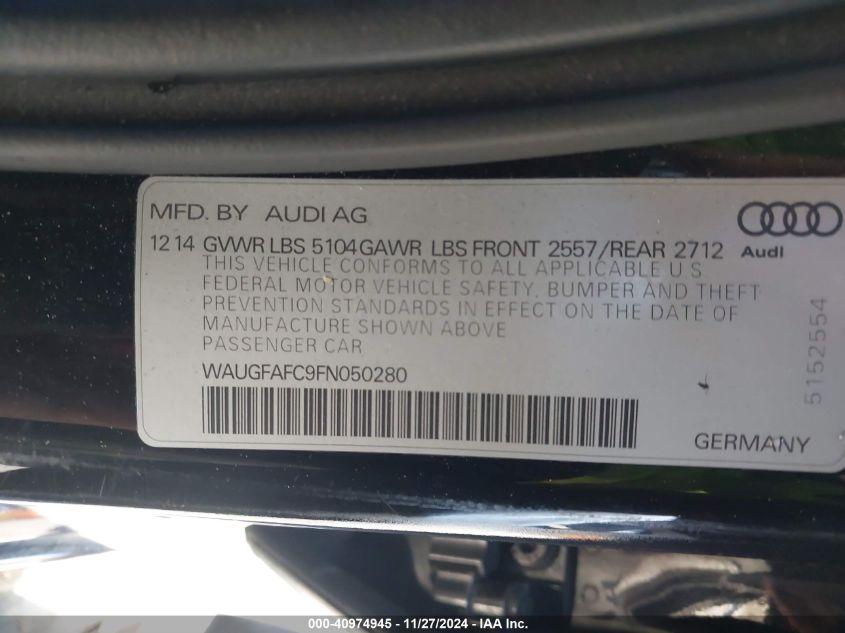 MFD. BY AUDI AG
12 14 GVWR LBS 5104 GAWR LBS FRONT 2557/REAR 2712
Audi
THIS VEHICLE CONFORMS TO ALL APPLICABLE U S
FEDERAL MOTOR VEHICLE SAFETY, BUMPER AND THEFT
PREVENTION STANDARDS IN EFFECT ON THE DATE OF
MANUFACTURE SHOWN ABOVE
PASSENGER CAR
WAUGFAFC9FN050280
5152554
GERMANY
000-40974945 - 11/27/2024 - IAA Inc.